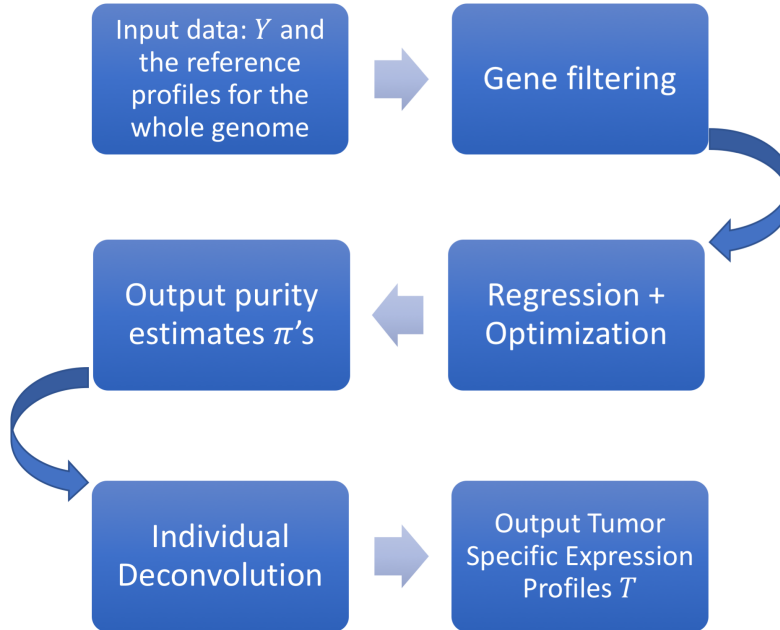 Input data: Y and
the reference
profiles for the
whole genome
Gene filtering
Regression +
Optimization
Output purity
estimates π's
Individual
Deconvolution
Output Tumor
Specific Expression
Profiles T